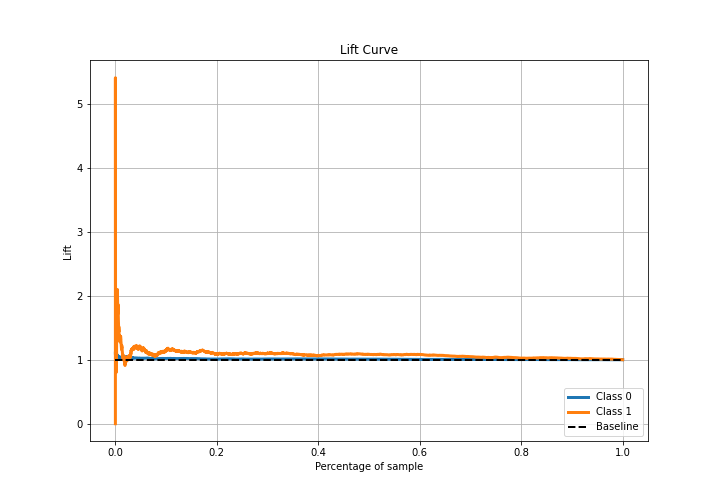 Lift Curve
Lift
5
4
3
2
1
0
0.0 0.2 0.4 0.6 0.8 1.0
Percentage of sample
Class 0
Class 1
Baseline